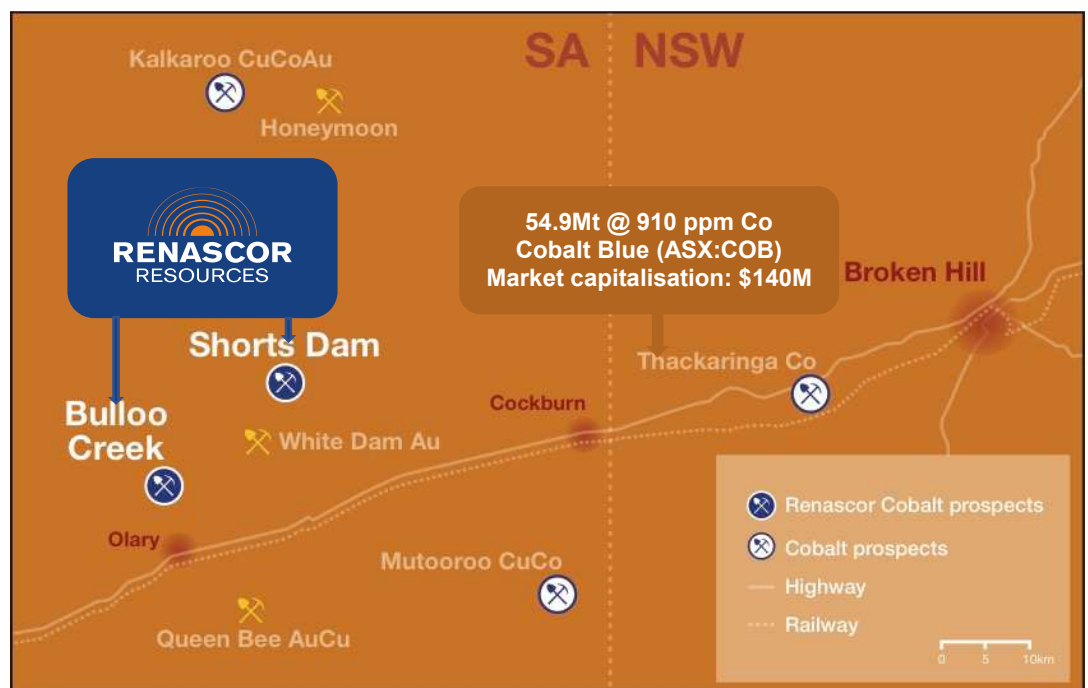 SA NSW
Kalkaroo CuCoAu
Honeymoon
RENASCOR
RESOURCES
54.9Mt @ 910 ppm Co
Cobalt Blue (ASX:COB)
Market capitalisation: $140M
Broken Hill
Shorts Dam
Thackaringa Co
Bulloo
Creek
Cockburn
White Dam Au
Olary
Mutooroo CuCo
Queen Bee AuCu
Renascor Cobalt prospects
Cobalt prospects
Highway
Railway
0 5 10km